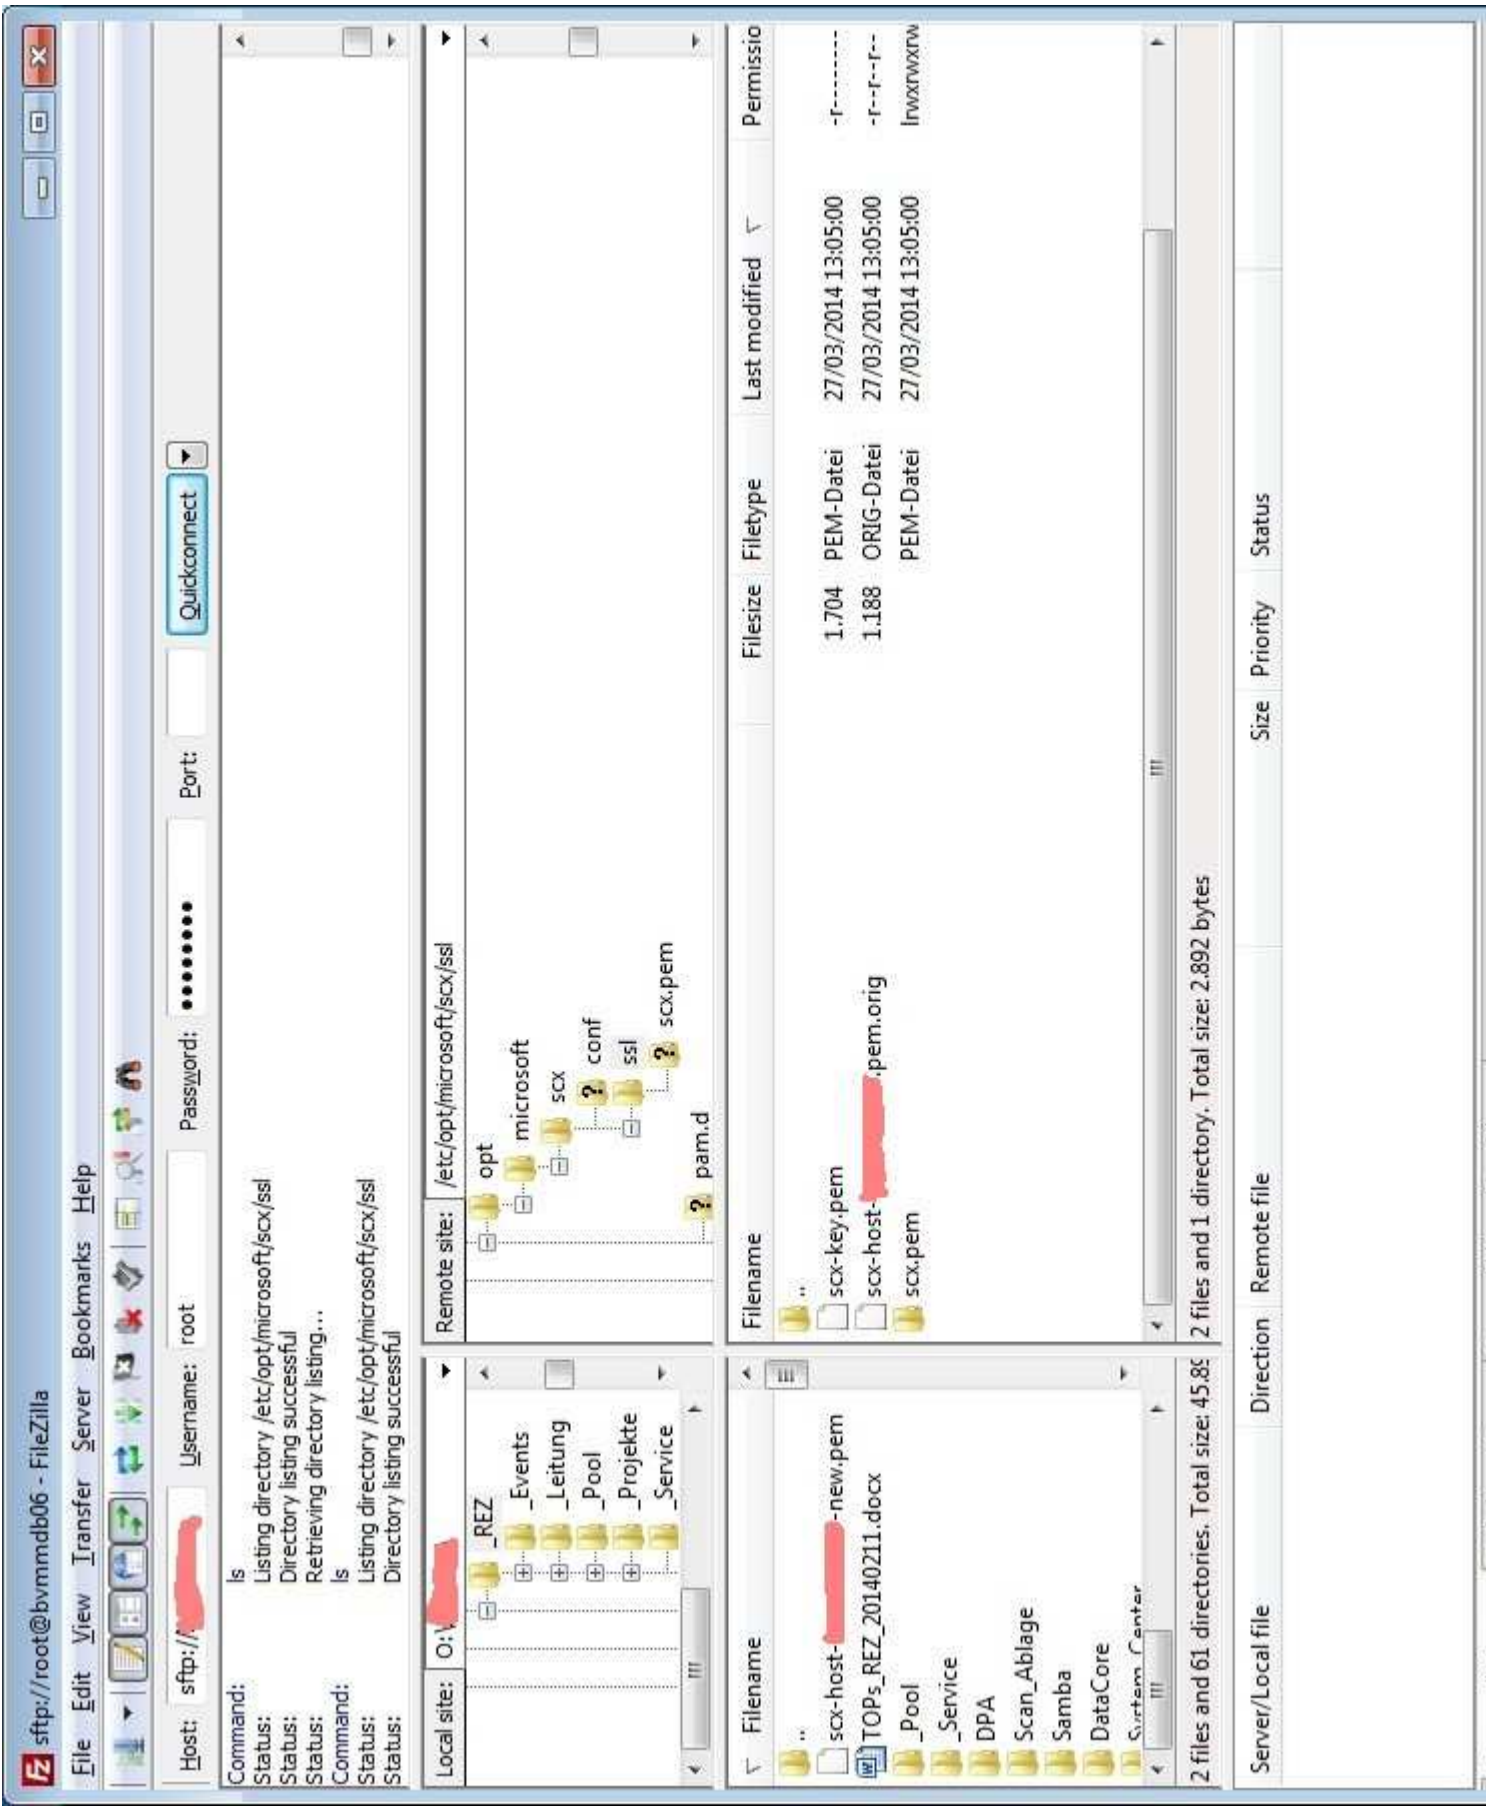 sftp://root@bvmmdb06 - FileZilla
File Edit View Transfer Server Bookmarks Help
Host: sftp:// Username: root Password: •••••••• Port: Quickconnect
Command: ls
Status: Listing directory /etc/opt/microsoft/scx/ssl
Status: Directory listing successful
Status: Retrieving directory listing...
Command: ls
Status: Listing directory /etc/opt/microsoft/scx/ssl
Status: Directory listing successful
Local site: O:\
_REZ
_Events
_Leitung
_Pool
_Projekte
_Service
Remote site: /etc/opt/microsoft/scx/ssl
opt
microsoft
scx
conf
ssl
scx.pem
pam.d
Filename
..
scx-host- -new.pem
TOPs_REZ_20140211.docx
_Pool
_Service
DPA
Scan_Ablage
Samba
DataCore
System_Center
2 files and 61 directories. Total size: 45.89
Filename Filesize Filetype Last modified Permissio
..
scx-key.pem 1.704 PEM-Datei 27/03/2014 13:05:00 -r--------
scx-host- .pem.orig 1.188 ORIG-Datei 27/03/2014 13:05:00 -r--r--r--
scx.pem PEM-Datei 27/03/2014 13:05:00 lrwxrwxrw
2 files and 1 directory. Total size: 2.892 bytes
Server/Local file Direction Remote file Size Priority Status